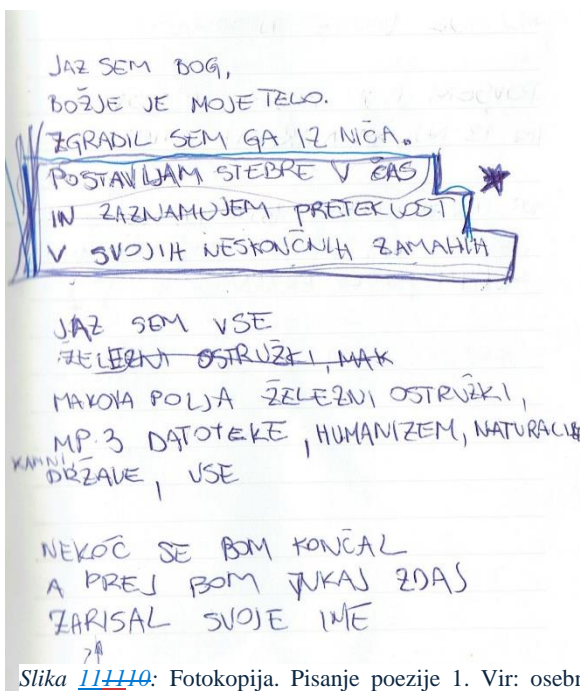 JAZ SEM BOG,
BOŽJE JE MOJE TELO.
ZGRADIL SEM GA IZ NIČA.
POSTAVLJAM STEBRE V ČAS
IN ZAZNAMUJEM PRETEKLOST
V SVOJIH NESKONČNIH ZAMAHIH
JAZ SEM VSE
ŽELEZNI OSTRUŽKI, MAK
MAKOVA POLJA ŽELEZNI OSTRUŽKI,
MP3 DATOTEKE, HUMANIZEM,
KAMNI
DRŽAVE, VSE
NEKOČ SE BOM KONČAL
A PREJ BOM TUKAJ ZDAJ
ZARISAL SVOJE IME
Slika 111110: Fotokopija. Pisanje poezije 1. Vir: osebn